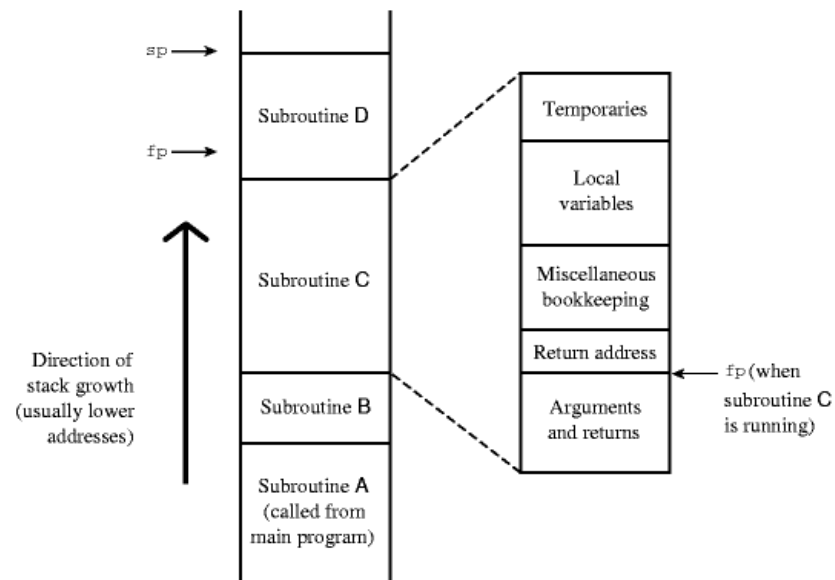 sp
Subroutine D
fp
Subroutine C
Direction of
stack growth
(usually lower
addresses)
Subroutine B
Subroutine A
(called from
main program)
Temporaries
Local
variables
Miscellaneous
bookkeeping
Return address
Arguments
and returns
fp (when
subroutine C
is running)